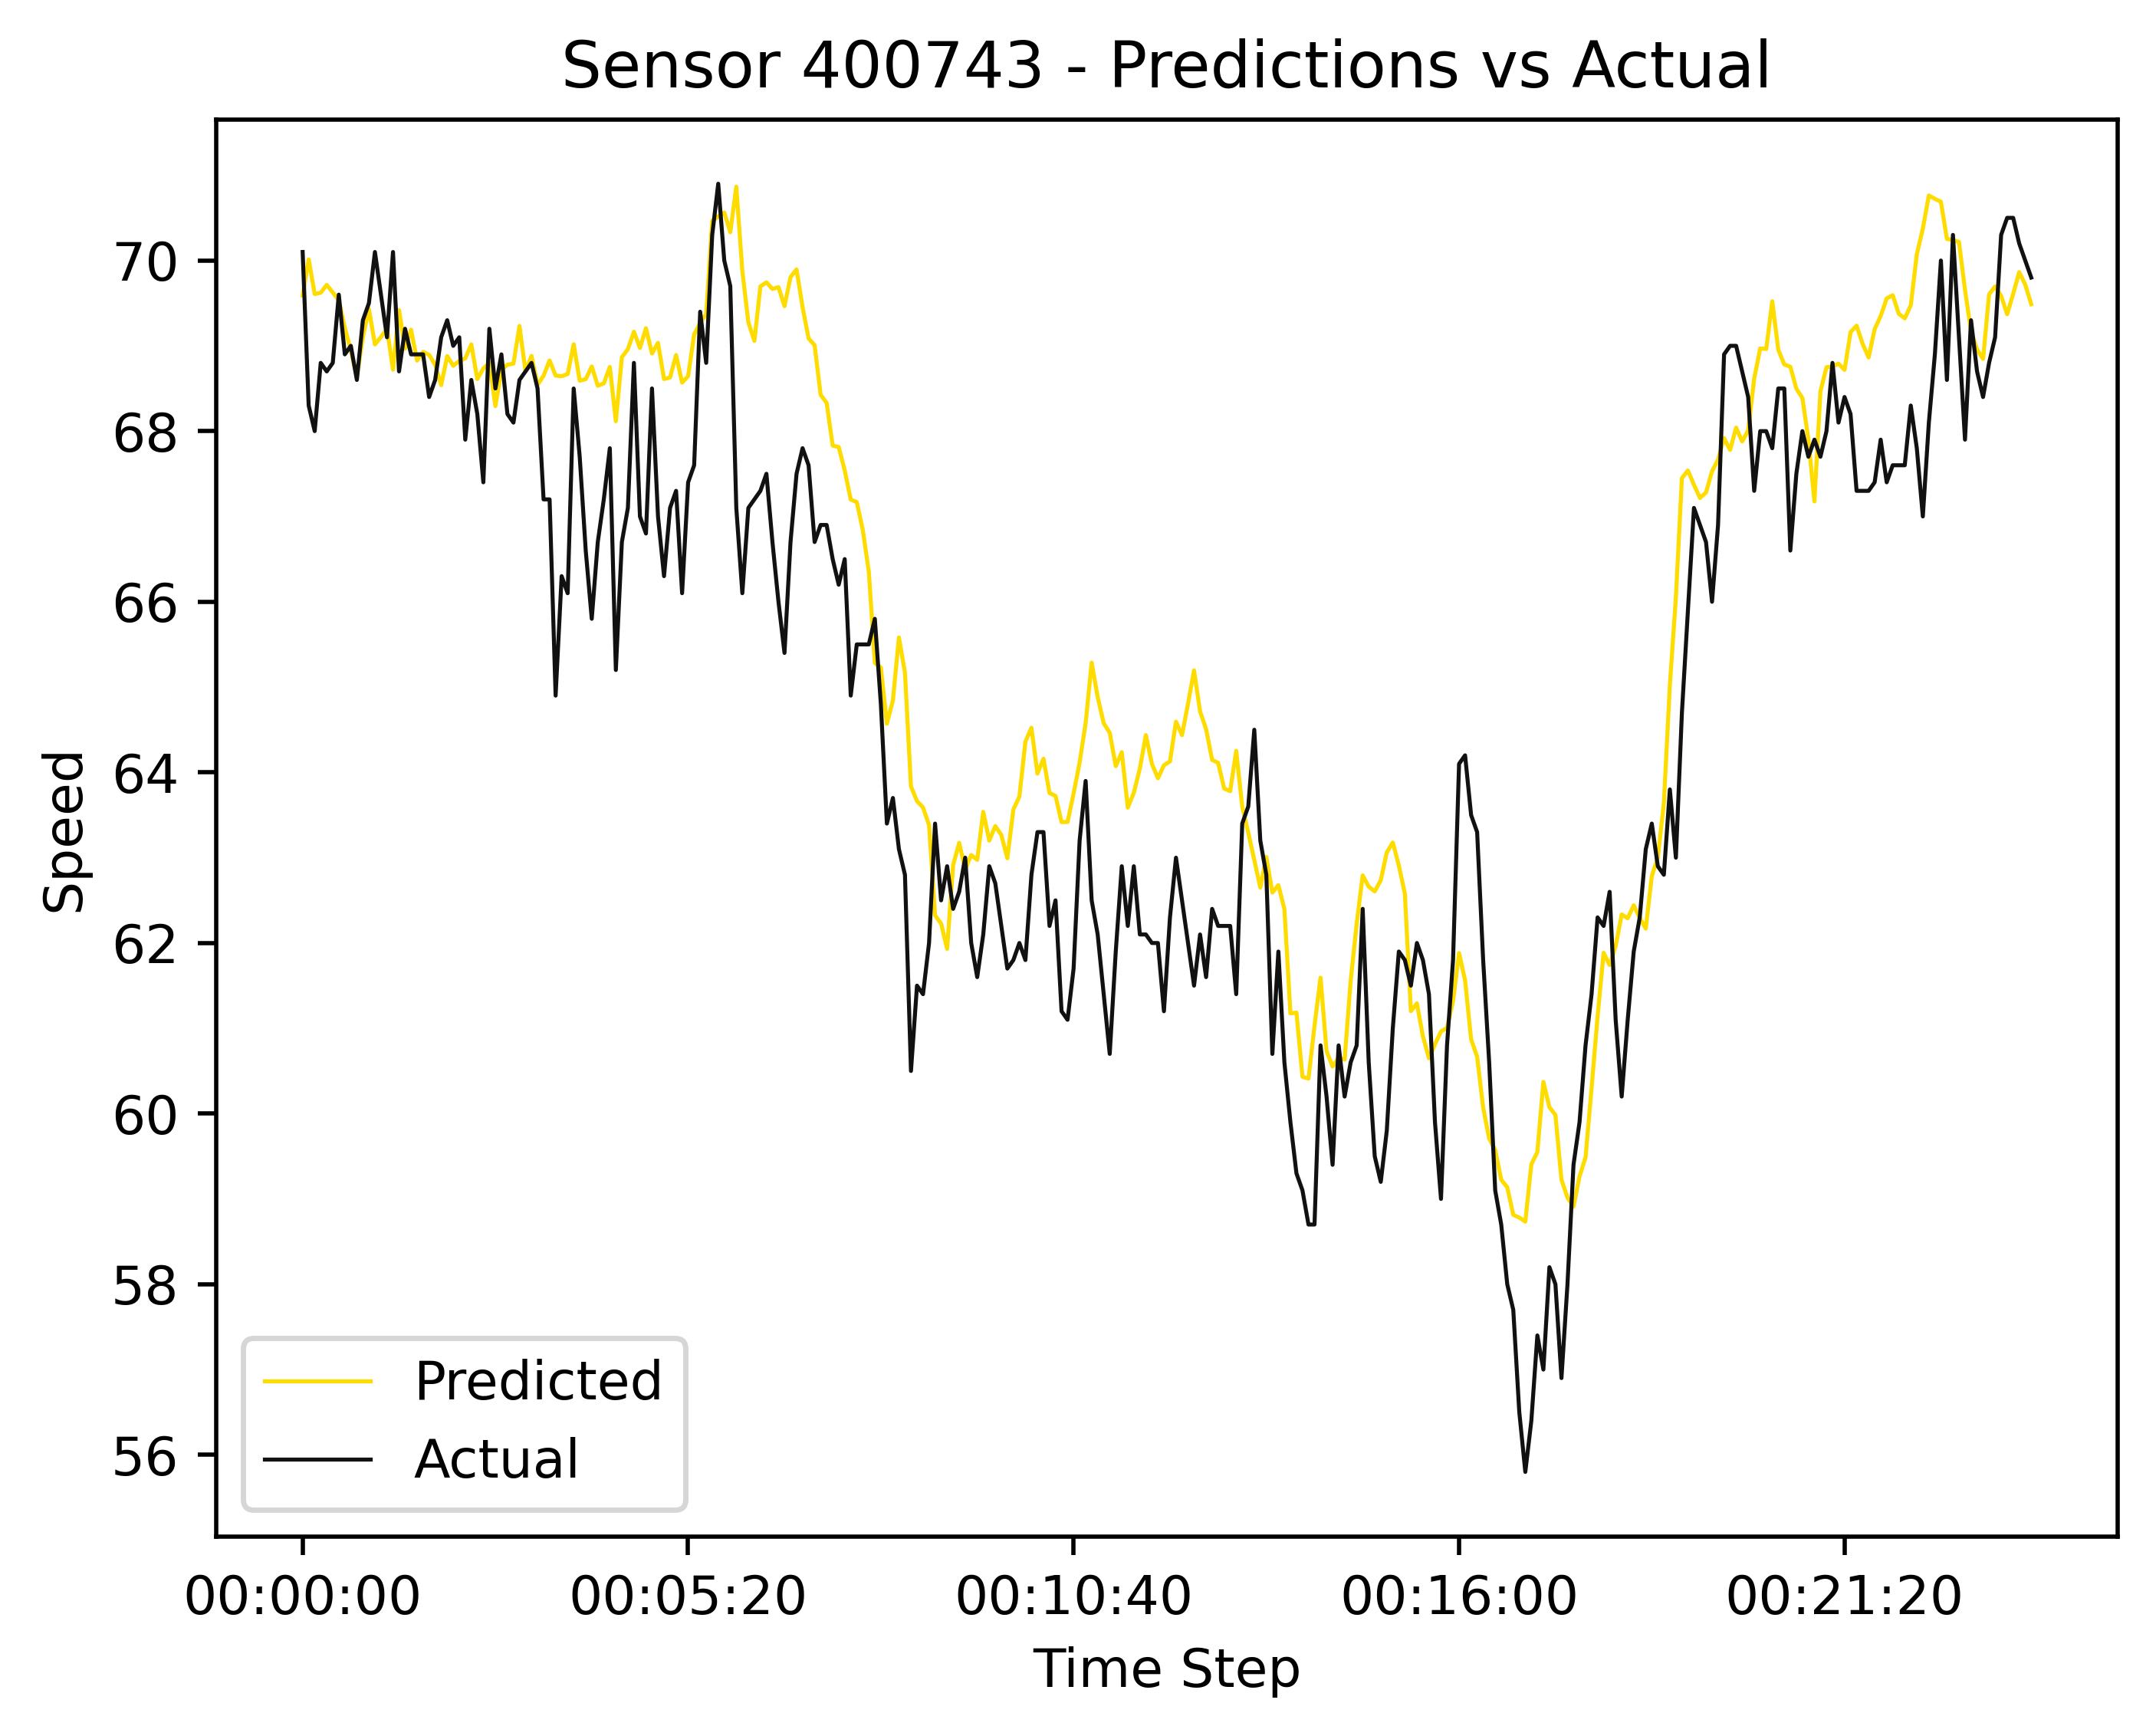 Sensor 400743 - Predictions vs Actual
70
68
66
64
62
60
58
56
Speed
Predicted
Actual
00:00:00
00:05:20
00:10:40
00:16:00
00:21:20
Time Step